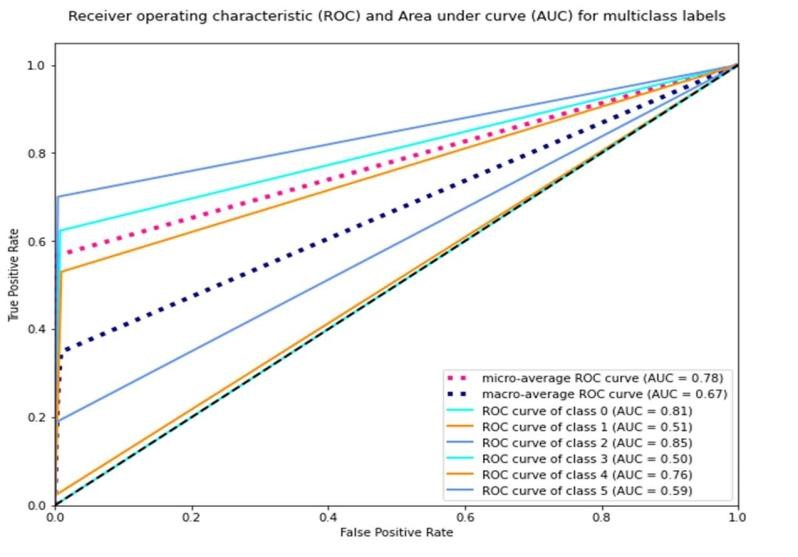 Receiver operating characteristic (ROC) and Area under curve (AUC) for multiclass labels
1.0
0.8
0.6
0.4
0.2
0.0
True Positive Rate
micro-average ROC curve (AUC = 0.78)
macro-average ROC curve (AUC = 0.67)
ROC curve of class 0 (AUC = 0.81)
ROC curve of class 1 (AUC = 0.51)
ROC curve of class 2 (AUC = 0.85)
ROC curve of class 3 (AUC = 0.50)
ROC curve of class 4 (AUC = 0.76)
ROC curve of class 5 (AUC = 0.59)
0.0 0.2 0.4 0.6 0.8 1.0
False Positive Rate